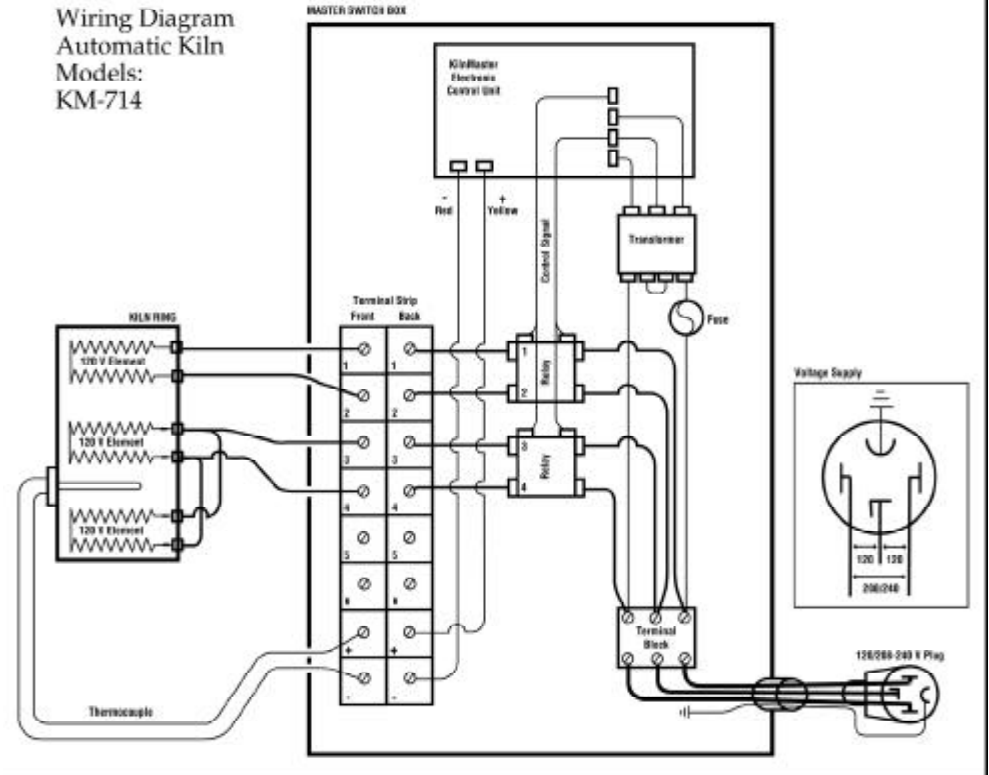 Wiring Diagram
Automatic Kiln
Models:
KM-714
MASTER SWITCH BOX
KilnMaster
Electronic
Control Unit
-
Red
+
Yellow
Control Signal
Transformer
Fuse
Terminal Strip
Front
Back
1
1
2
2
3
3
4
4
5
5
+
+
-
-
KILN RING
120 V Element
120 V Element
120 V Element
Thermocouple
1
2
Relay
3
4
Relay
Terminal
Block
Voltage Supply
120
120
208/240
120/208-240 V Plug